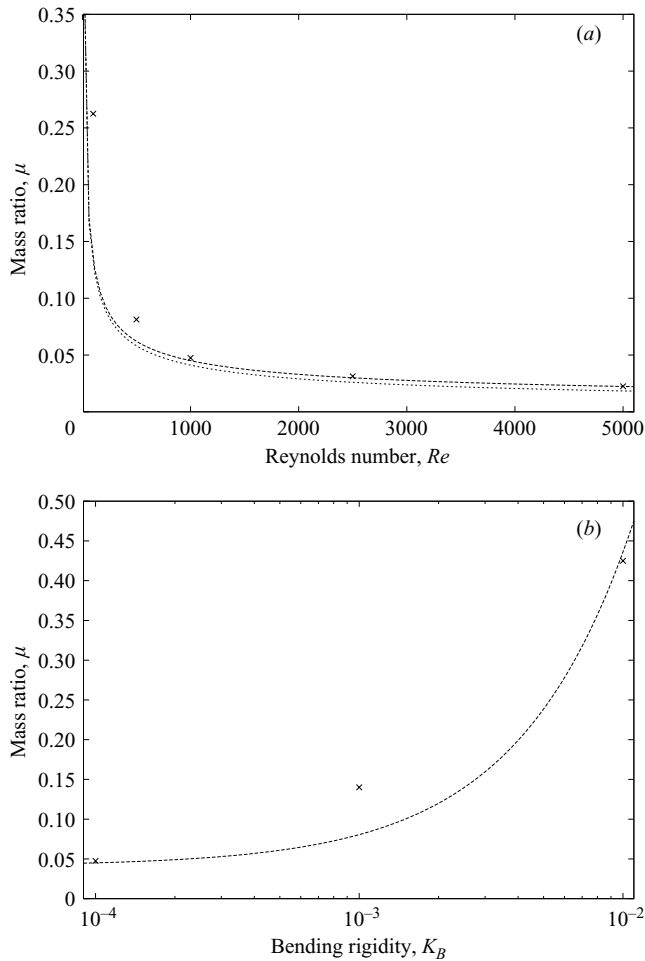 0.35
(a)
0.30
0.25
0.20
0.15
0.10
0.05
Mass ratio, μ
0 1000 2000 3000 4000 5000
Reynolds number, Re
0.50
(b)
0.45
0.40
0.35
0.30
0.25
0.20
0.15
0.10
0.05
0
Mass ratio, μ
10⁻⁴ 10⁻³ 10⁻²
Bending rigidity, K_B